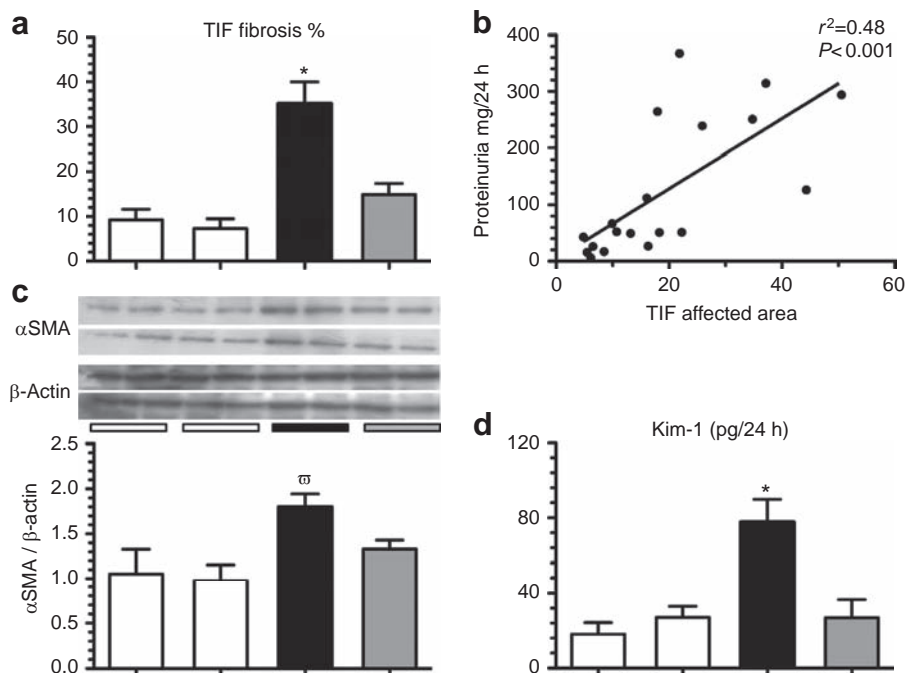 a
TIF fibrosis %
50
40
30
20
10
0
*
b
r²=0.48
P<0.001
Proteinuria mg/24 h
400
300
200
100
0
0
20
40
60
TIF affected area
c
αSMA
β-Actin
αSMA / β-actin
2.5
2.0
1.5
1.0
0.5
0.0
ϖ
d
Kim-1 (pg/24 h)
120
80
40
0
*